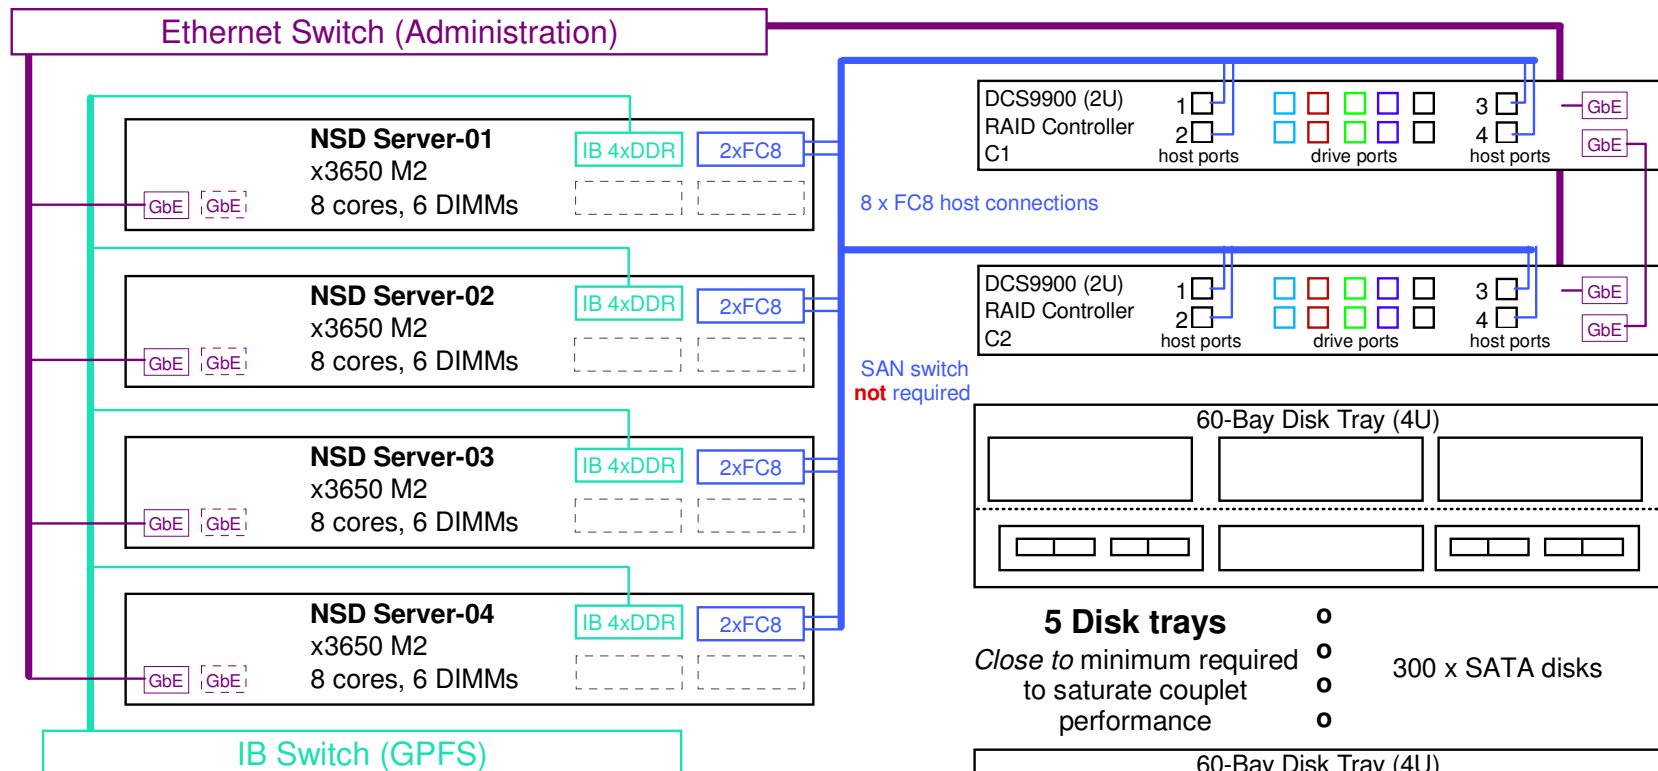 Ethernet Switch (Administration)
NSD Server-01
x3650 M2
8 cores, 6 DIMMs
GbE
GbE
IB 4xDDR
2xFC8
NSD Server-02
x3650 M2
8 cores, 6 DIMMs
GbE
GbE
IB 4xDDR
2xFC8
NSD Server-03
x3650 M2
8 cores, 6 DIMMs
GbE
GbE
IB 4xDDR
2xFC8
NSD Server-04
x3650 M2
8 cores, 6 DIMMs
GbE
GbE
IB 4xDDR
2xFC8
IB Switch (GPFS)
DCS9900 (2U)
RAID Controller
C1
1
2
host ports
drive ports
3
4
host ports
GbE
GbE
8 x FC8 host connections
DCS9900 (2U)
RAID Controller
C2
1
2
host ports
drive ports
3
4
host ports
GbE
GbE
SAN switch
not required
60-Bay Disk Tray (4U)
5 Disk trays
Close to minimum required
to saturate couplet
performance
o
o
o
o
300 x SATA disks
60-Bay Disk Tray (4U)